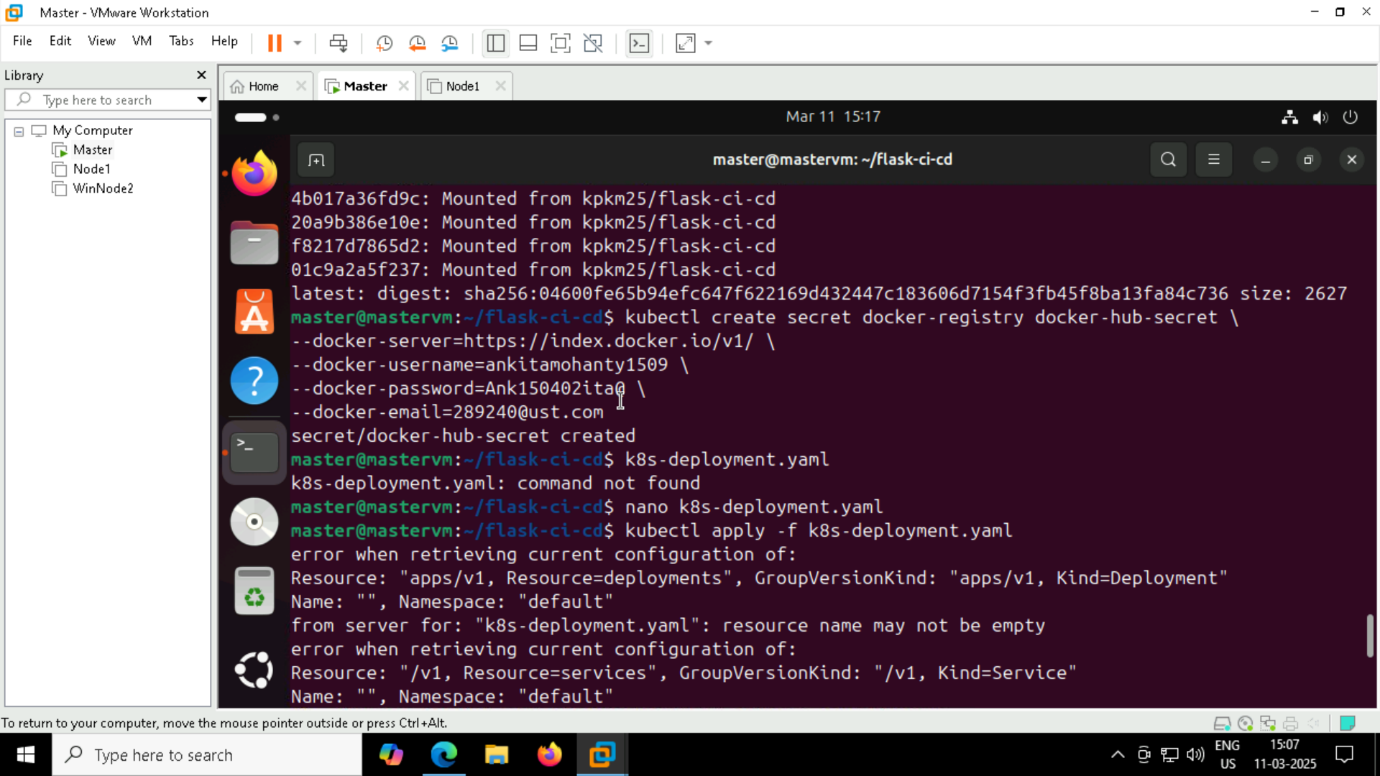 Master - VMware Workstation
File Edit View VM Tabs Help
Library
Type here to search
My Computer
Master
Node1
WinNode2
Home
Master
Node1
Mar 11 15:17
master@mastervm: ~/flask-ci-cd
4b017a36fd9c: Mounted from kpkm25/flask-ci-cd
20a9b386e10e: Mounted from kpkm25/flask-ci-cd
f8217d7865d2: Mounted from kpkm25/flask-ci-cd
01c9a2a5f237: Mounted from kpkm25/flask-ci-cd
latest: digest: sha256:04600fe65b94efc647f622169d432447c183606d7154f3fb45f8ba13fa84c736 size: 2627
master@mastervm:~/flask-ci-cd$ kubectl create secret docker-registry docker-hub-secret \
--docker-server=https://index.docker.io/v1/ \
--docker-username=ankitamohanty1509 \
--docker-password=Ank150402ita@ \
--docker-email=289240@ust.com
secret/docker-hub-secret created
master@mastervm:~/flask-ci-cd$ k8s-deployment.yaml
k8s-deployment.yaml: command not found
master@mastervm:~/flask-ci-cd$ nano k8s-deployment.yaml
master@mastervm:~/flask-ci-cd$ kubectl apply -f k8s-deployment.yaml
error when retrieving current configuration of:
Resource: "apps/v1, Resource=deployments", GroupVersionKind: "apps/v1, Kind=Deployment"
Name: "", Namespace: "default"
from server for: "k8s-deployment.yaml": resource name may not be empty
error when retrieving current configuration of:
Resource: "/v1, Resource=services", GroupVersionKind: "/v1, Kind=Service"
Name: "", Namespace: "default"
To return to your computer, move the mouse pointer outside or press Ctrl+Alt.
Type here to search
ENG
US
15:07
11-03-2025